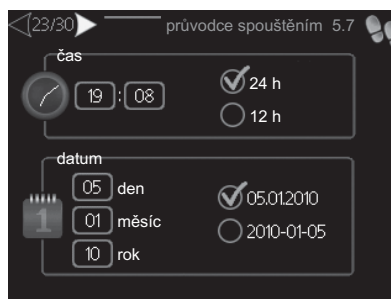 23/30 průvodce spouštěním 5.7
čas
19 : 08
24 h
12 h
datum
05 den
01 měsíc
10 rok
05.01.2010
2010-01-05
1